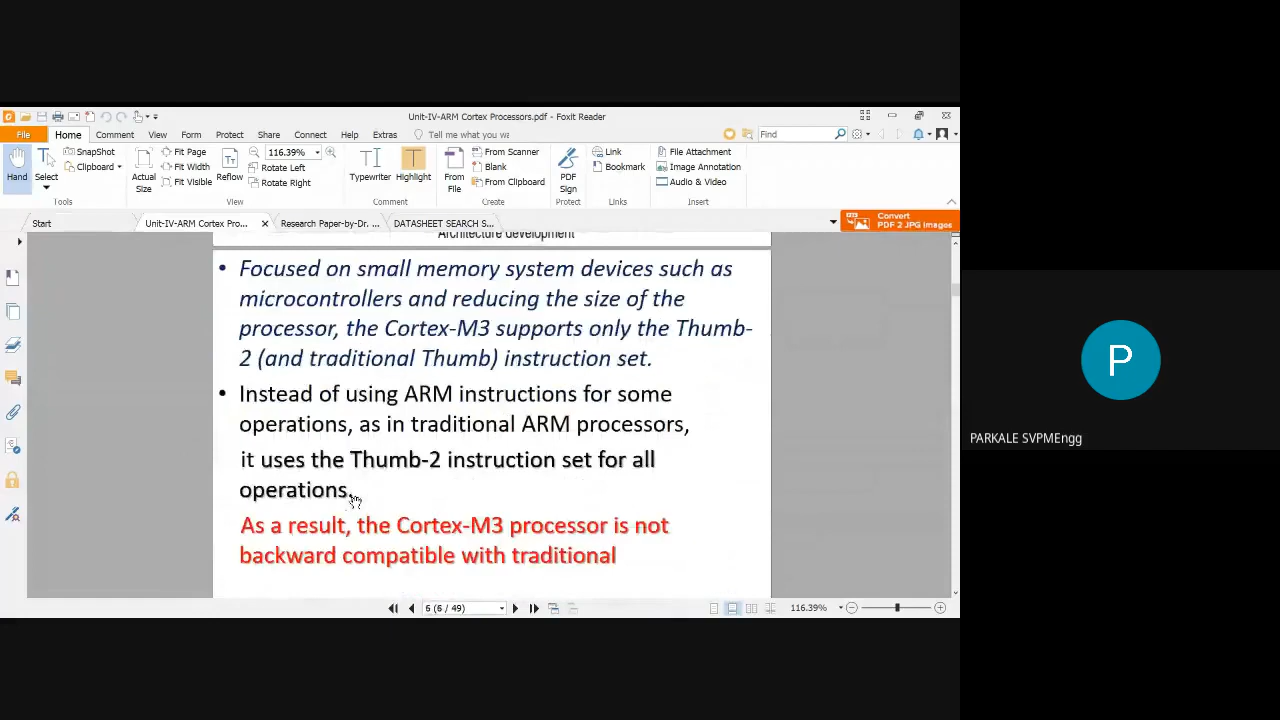 Unit-IV-ARM Cortex Processors.pdf - Foxit Reader
File Home Comment View Form Protect Share Connect Help Extras Tell me what you wa Find
Hand
Select
SnapShot
Clipboard
Tools
Actual Size
Fit Page
Fit Width
Fit Visible
Reflow
116.39%
Rotate Left
Rotate Right
View
Typewriter
Highlight
Comment
From File
From Scanner
Blank
From Clipboard
Create
PDF Sign
Protect
Link
Bookmark
Links
File Attachment
Image Annotation
Audio & Video
Insert
Start Unit-IV-ARM Cortex Pro... Research Paper-by-Dr. ... DATASHEET SEARCH S...
Convert
PDF 2 JPG Images
Architecture development
• Focused on small memory system devices such as
microcontrollers and reducing the size of the
processor, the Cortex-M3 supports only the Thumb-
2 (and traditional Thumb) instruction set.
• Instead of using ARM instructions for some
operations, as in traditional ARM processors,
it uses the Thumb-2 instruction set for all
operations.
As a result, the Cortex-M3 processor is not
backward compatible with traditional
6 (6 / 49)
116.39%
P
PARKALE SVPMEngg